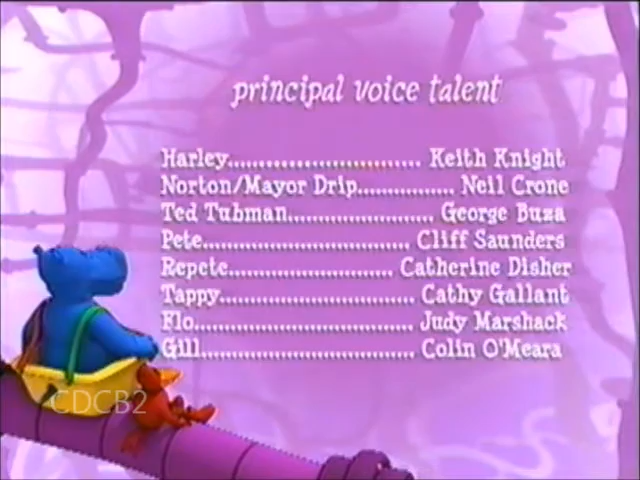 principal voice talent
Harley............................ Keith Knight
Norton/Mayor Drip................ Neil Crone
Ted Tubman........................ George Buza
Pete.................................. Cliff Saunders
Repete........................... Catherine Disher
Tappy................................ Cathy Gallant
Flo.................................... Judy Marshack
Gill................................... Colin O'Meara
CDCB2